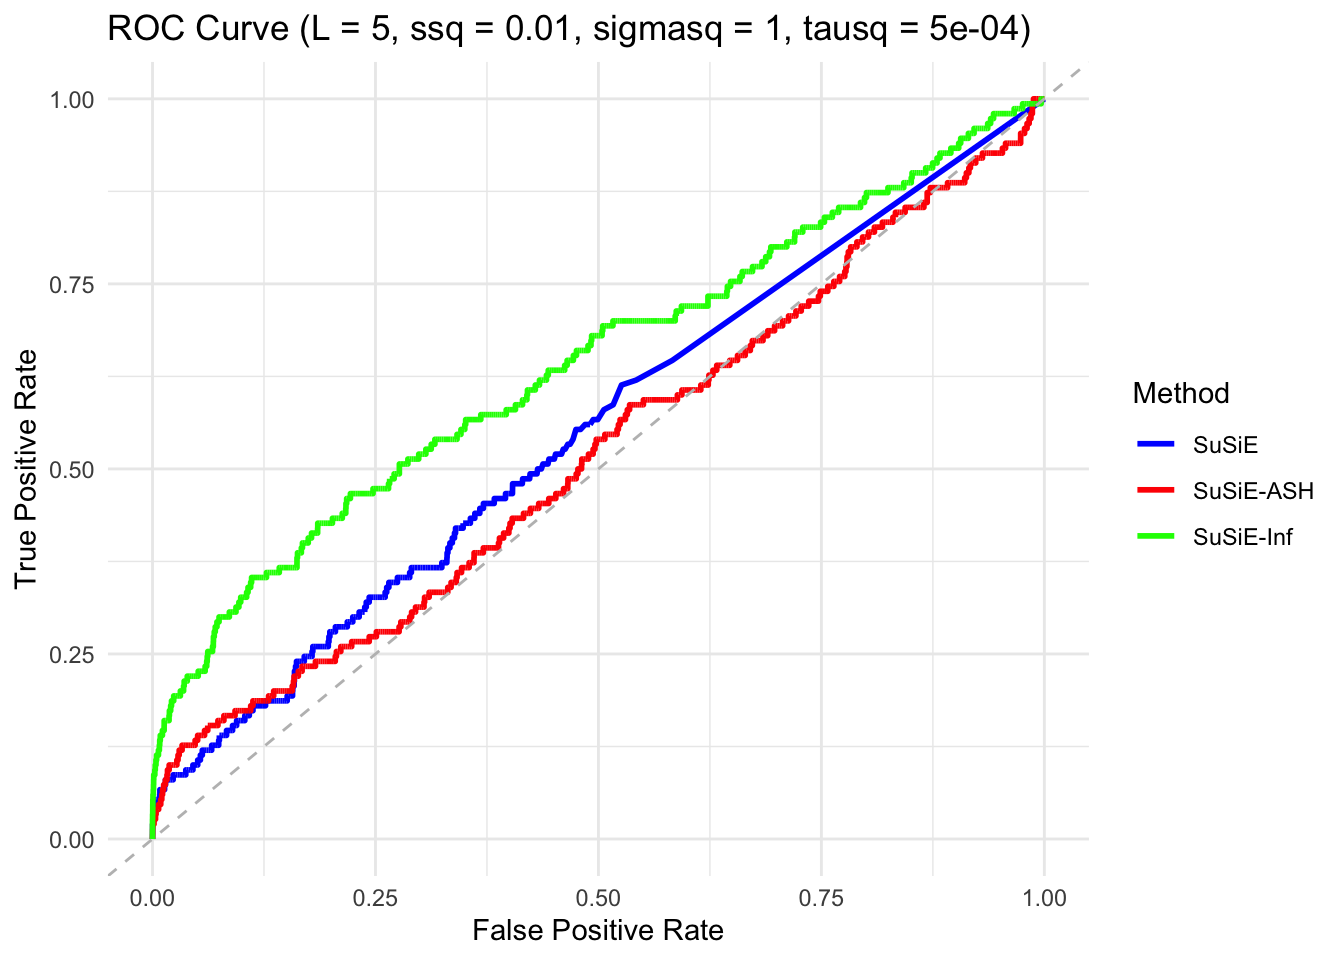 ROC Curve (L = 5, ssq = 0.01, sigmasq = 1, tausq = 5e-04)
True Positive Rate
1.00
0.75
0.50
0.25
0.00
0.00 0.25 0.50 0.75 1.00
False Positive Rate
Method
SuSiE
SuSiE-ASH
SuSiE-Inf